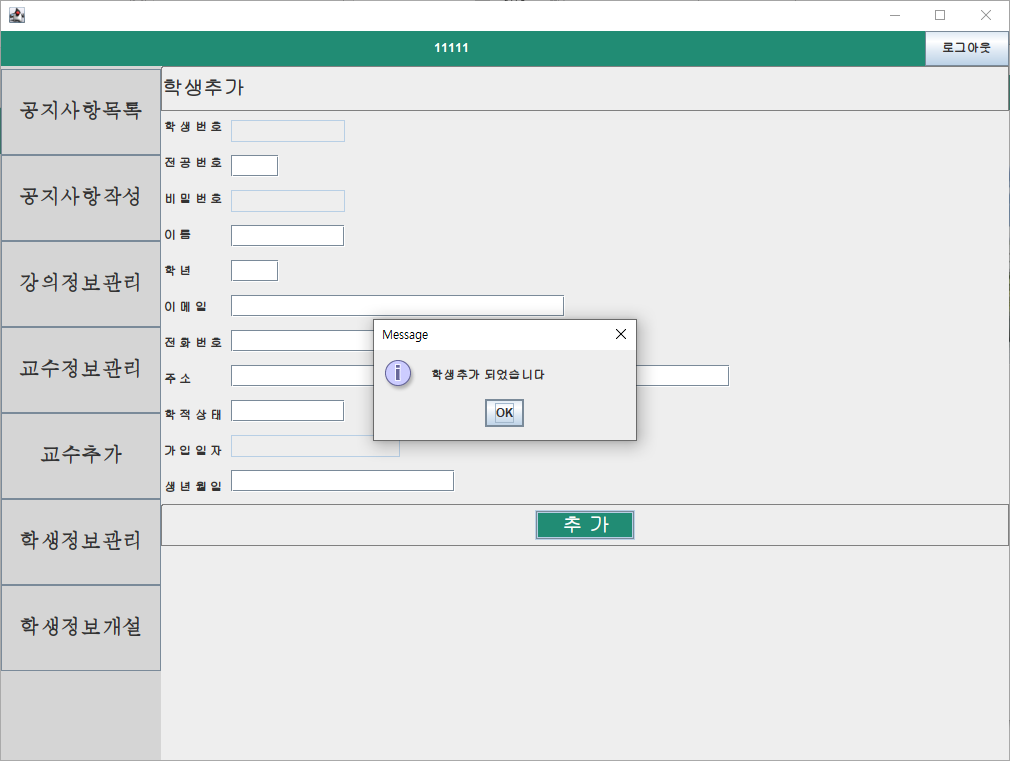 11111
로그아웃
공지사항목록
공지사항작성
강의정보관리
교수정보관리
교수추가
학생정보관리
학생정보개설
학생추가
학생번호
전공번호
비밀번호
이름
학년
이메일
전화번호
주소
학적상태
가입일자
생년월일
Message
학생추가 되었습니다
OK
추 가